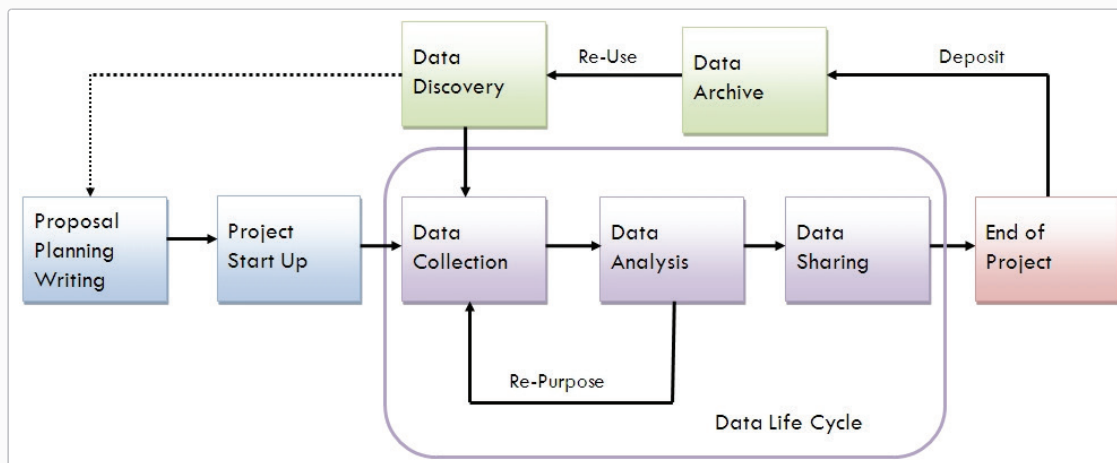 Data
Discovery
Re-Use
Data
Archive
Deposit
Proposal
Planning
Writing
Project
Start Up
Data
Collection
Data
Analysis
Data
Sharing
End of
Project
Re-Purpose
Data Life Cycle